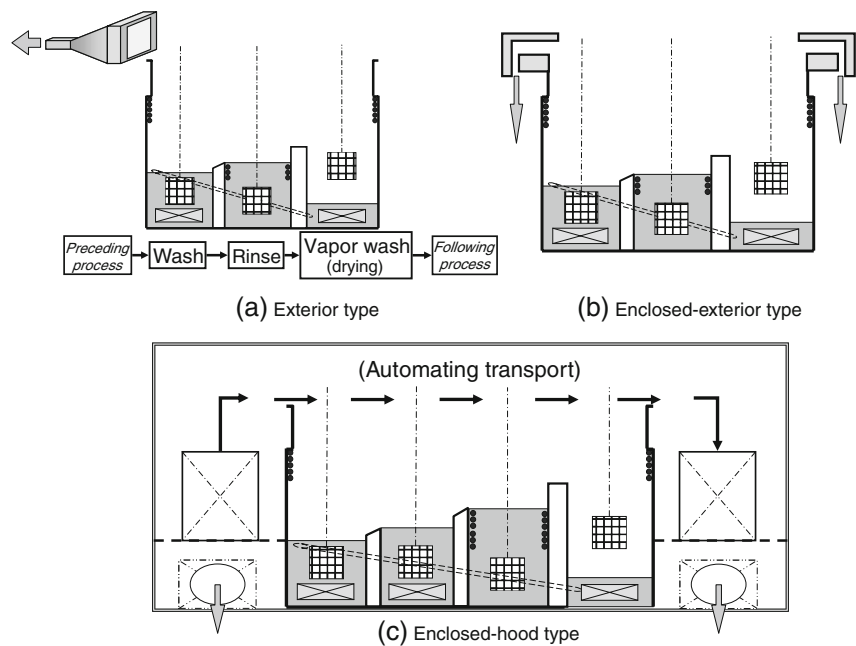 Preceding
process
Wash
Rinse
Vapor wash
(drying)
Following
process
(a) Exterior type
(b) Enclosed-exterior type
(Automating transport)
(c) Enclosed-hood type